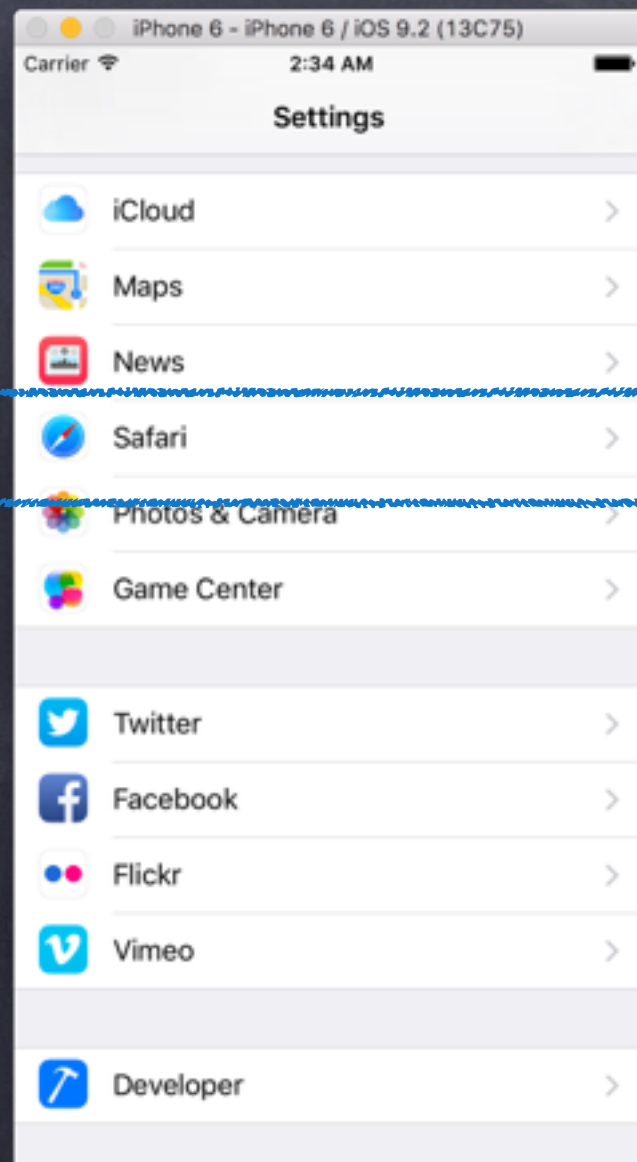 iPhone 6 - iPhone 6 / iOS 9.2 (13C75)
Carrier 2:34 AM
Settings
iCloud
Maps
News
Safari
Photos & Camera
Game Center
Twitter
Facebook
Flickr
Vimeo
Developer